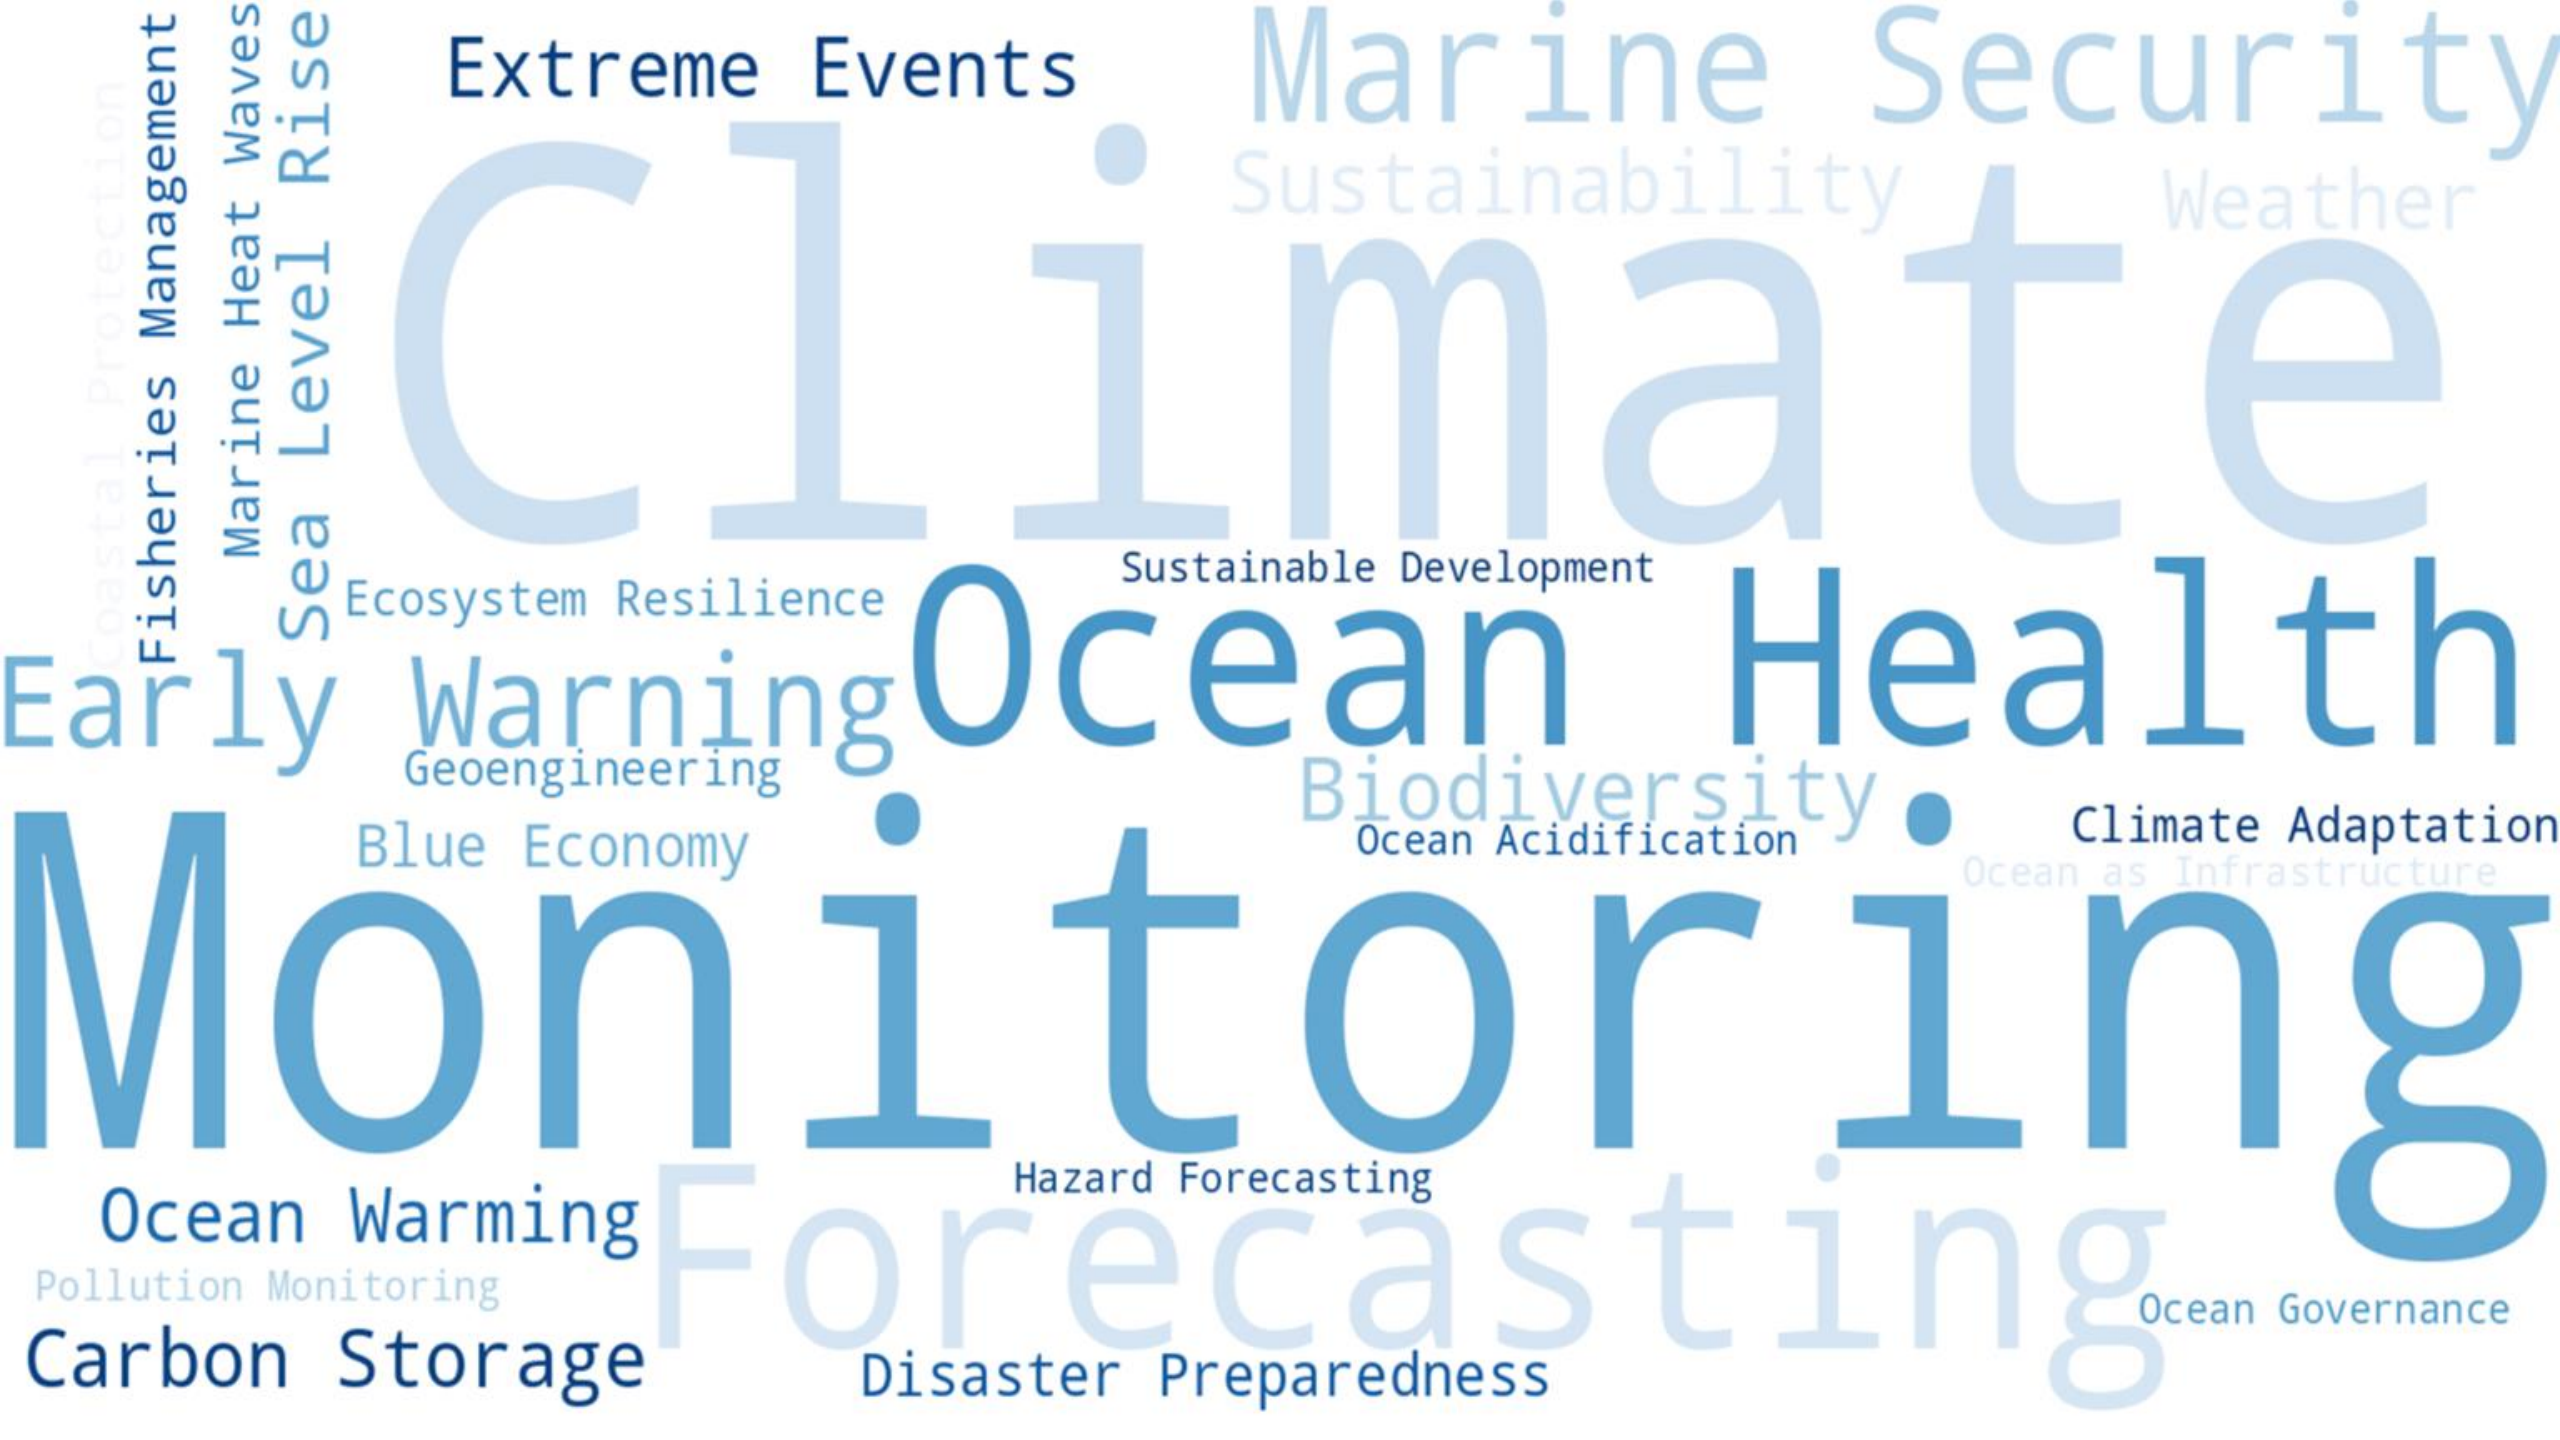 Coastal Protection
Fisheries Management
Marine Heat Waves
Sea Level Rise
Extreme Events
Marine Security
Sustainability
Weather
Climate
Sustainable Development
Ecosystem Resilience
Ocean Health
Early Warning
Geoengineering
Biodiversity
Blue Economy
Ocean Acidification
Climate Adaptation
Ocean as Infrastructure
Monitoring
Hazard Forecasting
Ocean Warming
Forecasting
Pollution Monitoring
Ocean Governance
Carbon Storage
Disaster Preparedness